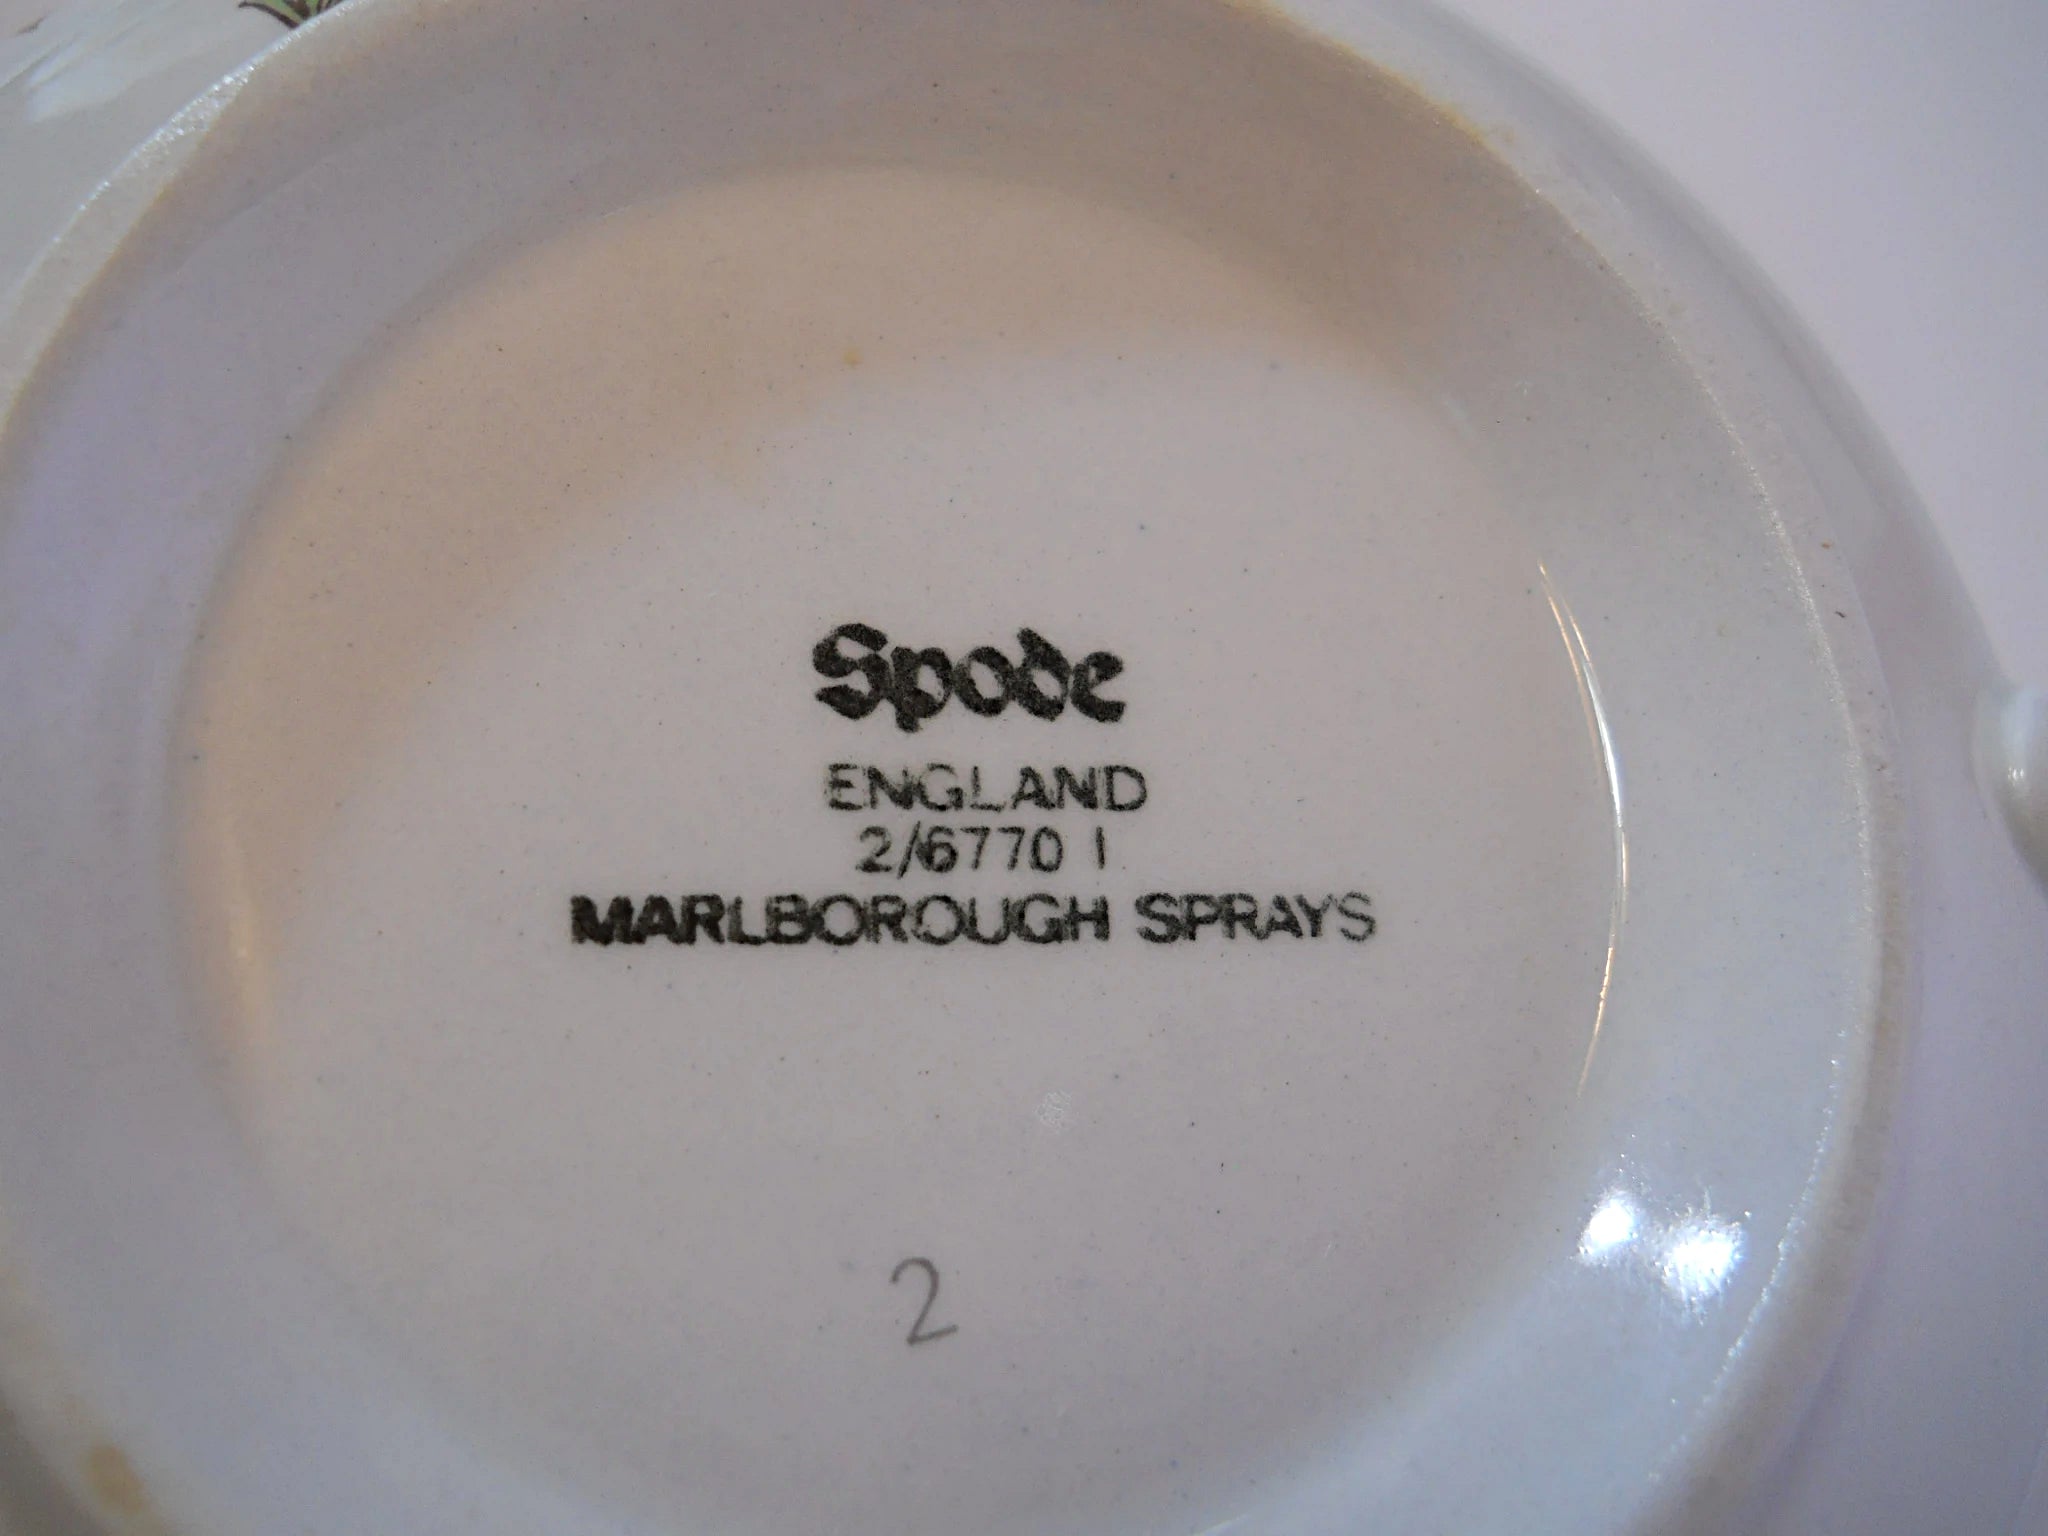 Spode
ENGLAND
2/6770 I
MARLBOROUGH SPRAYS
2